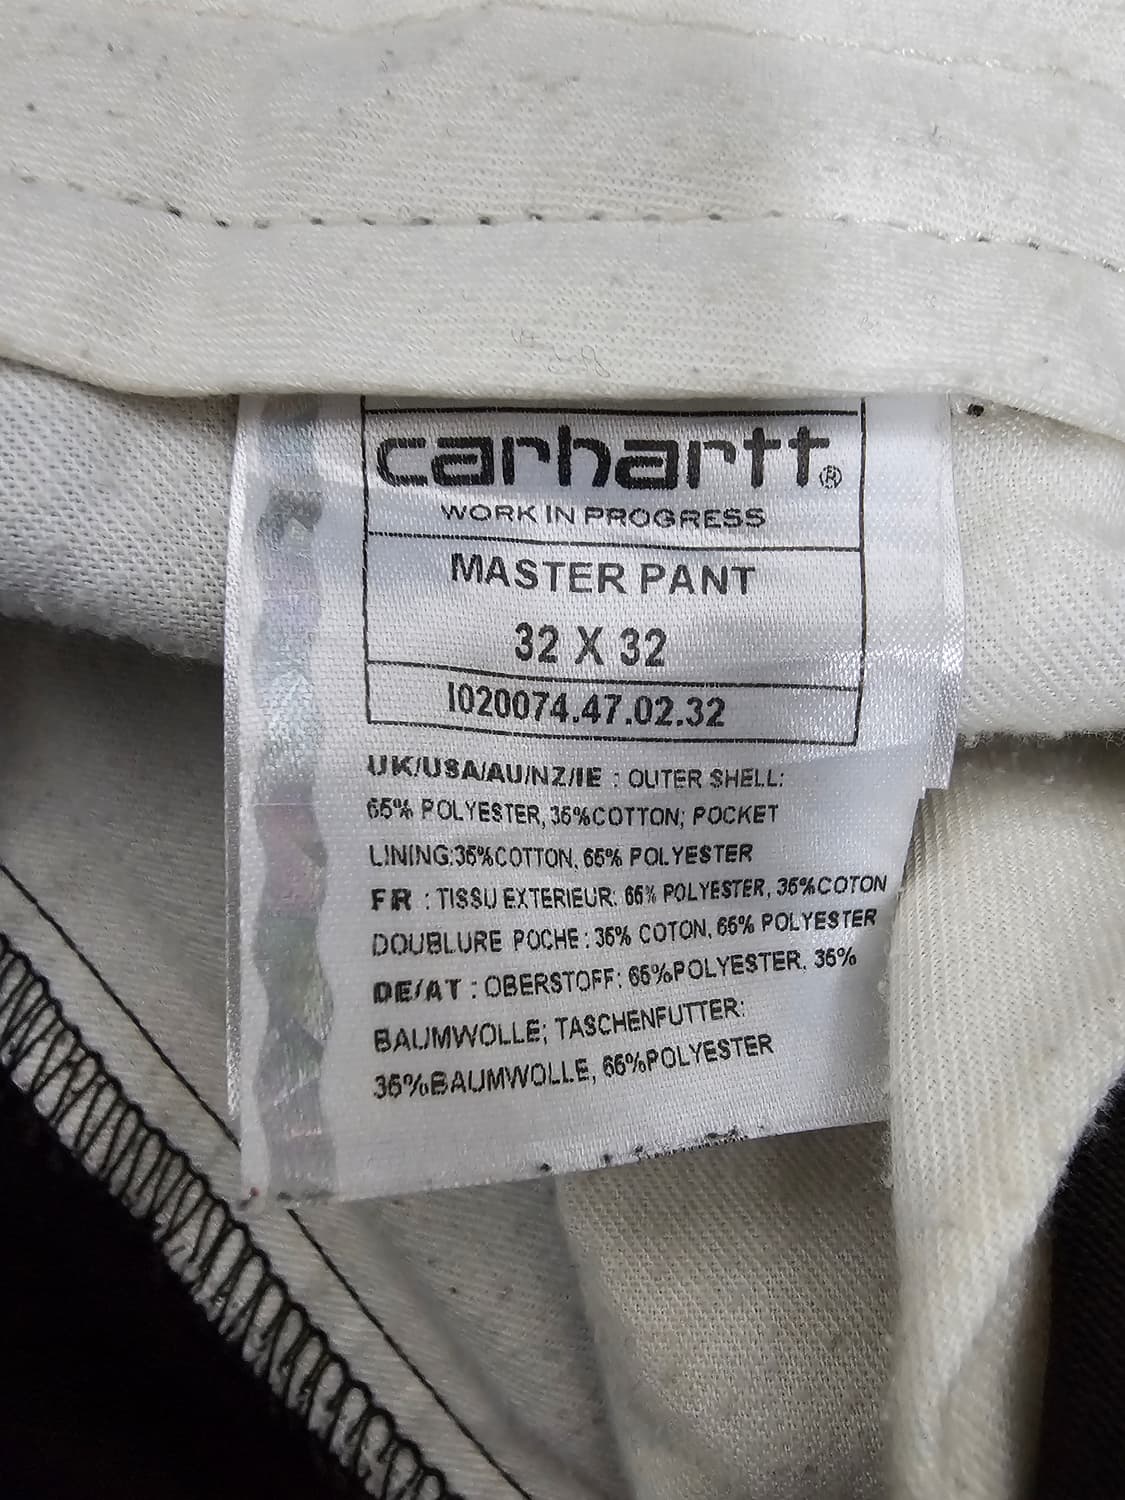 carhartt®
WORK IN PROGRESS
MASTER PANT
32 X 32
I020074.47.02.32
UK/USA/AU/NZ/IE : OUTER SHELL:
65% POLYESTER, 35%COTTON; POCKET
LINING:35%COTTON, 65% POLYESTER
FR : TISSU EXTERIEUR: 65% POLYESTER, 35%COTON
DOUBLURE POCHE : 35% COTON, 65% POLYESTER
DE/AT : OBERSTOFF: 65%POLYESTER, 35%
BAUMWOLLE; TASCHENFUTTER:
35%BAUMWOLLE, 65%POLYESTER